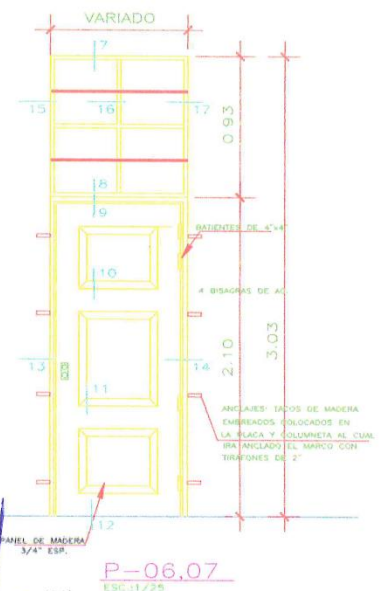 VARIADO
7
15
16
17
0.93
8
9
BATIENTES DE 4"x4"
10
4 BISAGRAS DE AC.
2.10
3.03
13
14
11
ANCLAJES: TACOS DE MADERA
EMBREADOS COLOCADOS EN
LA PLACA Y COLUMNETA AL CUAL
IRA ANCLADO EL MARCO CON
TIRAFONES DE 2"
12
PANEL DE MADERA
3/4" ESP.
P-06,07
ESC :1/25